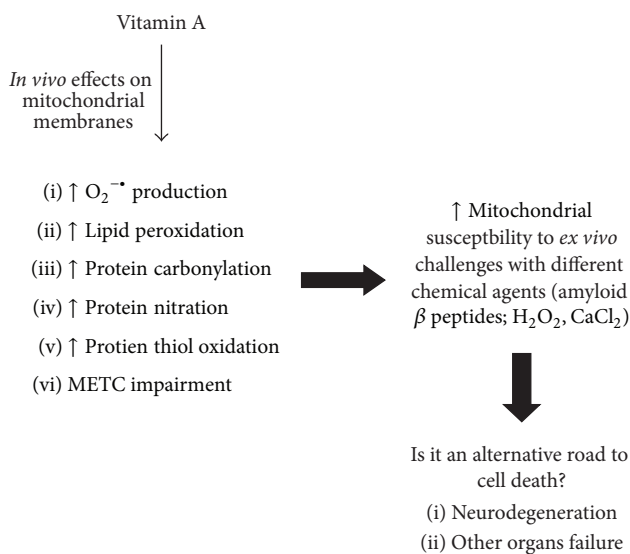 Vitamin A
In vivo effects on
mitochondrial
membranes
(i) ↑ O₂⁻• production
(ii) ↑ Lipid peroxidation
(iii) ↑ Protein carbonylation
(iv) ↑ Protein nitration
(v) ↑ Protien thiol oxidation
(vi) METC impairment
↑ Mitochondrial
susceptbility to ex vivo
challenges with different
chemical agents (amyloid
β peptides; H₂O₂, CaCl₂)
Is it an alternative road to
cell death?
(i) Neurodegeneration
(ii) Other organs failure